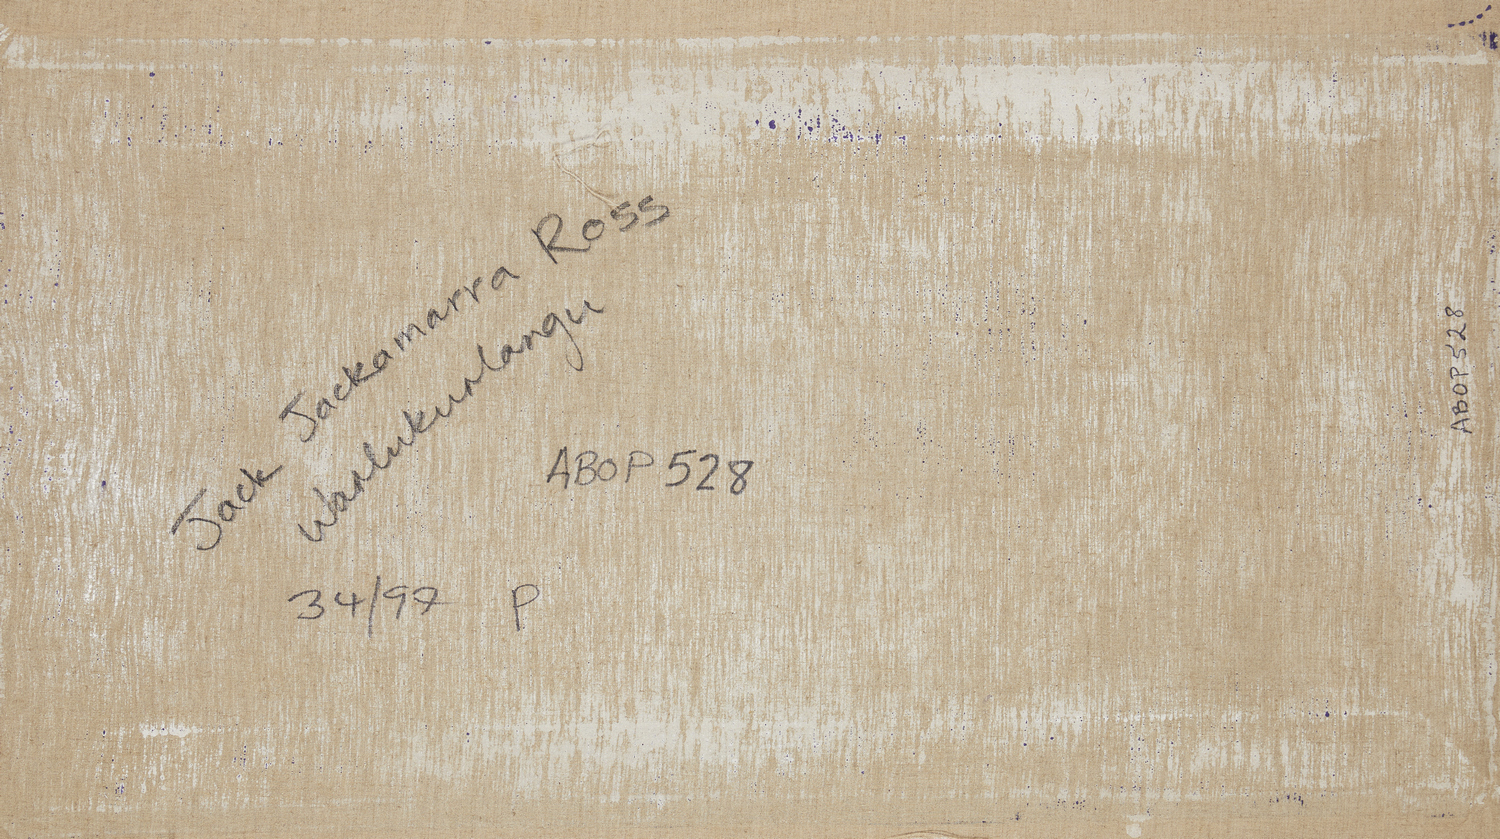 Jack Jackamarra Ross
Warlukurlangu
ABOP 528
34/97 P
ABOP528